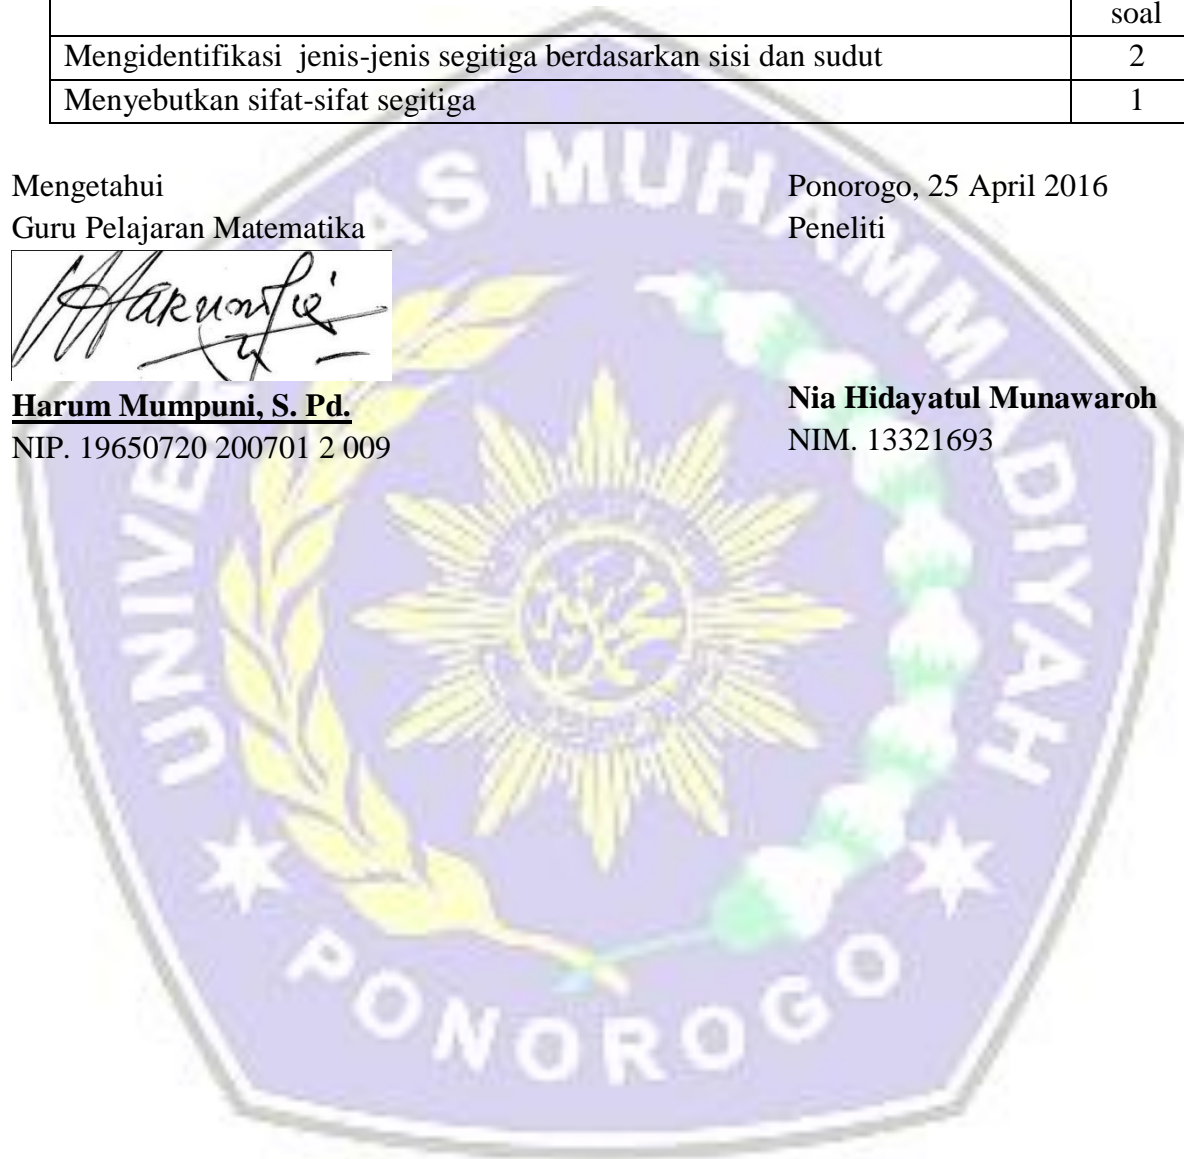 soal
Mengidentifikasi jenis-jenis segitiga berdasarkan sisi dan sudut 2
Menyebutkan sifat-sifat segitiga 1
Mengetahui
Guru Pelajaran Matematika
Harum Mumpuni, S. Pd.
NIP. 19650720 200701 2 009
Ponorogo, 25 April 2016
Peneliti
Nia Hidayatul Munawaroh
NIM. 13321693
UNIVERSITAS MUHAMMADIYAH
PONOROGO